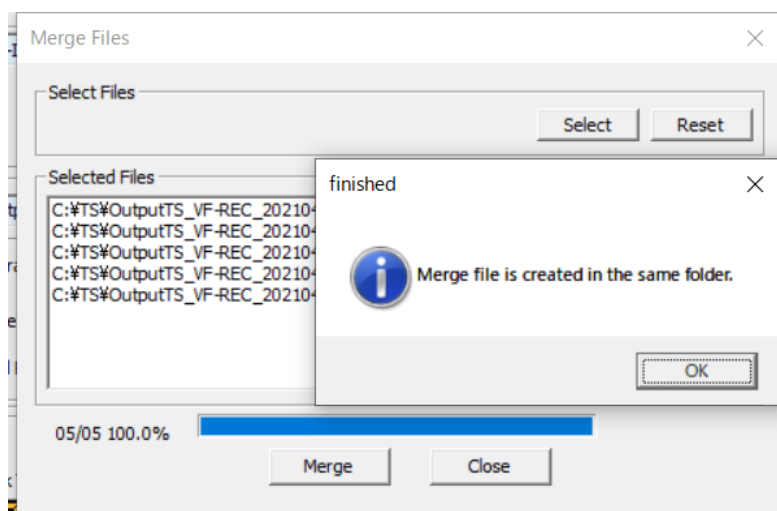 Merge Files
Select Files
Select
Reset
Selected Files
finished
C:¥TS¥OutputTS_VF-REC_20210
C:¥TS¥OutputTS_VF-REC_20210
C:¥TS¥OutputTS_VF-REC_20210
C:¥TS¥OutputTS_VF-REC_20210
C:¥TS¥OutputTS_VF-REC_20210
Merge file is created in the same folder.
OK
05/05 100.0%
Merge
Close